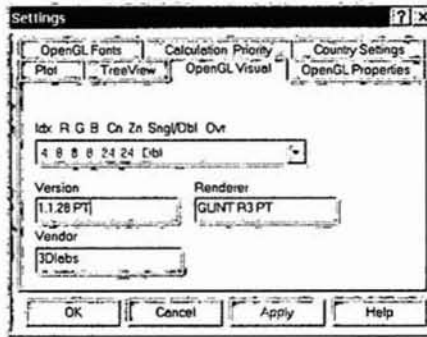 Settings
OpenGL Fonts Calculation Priority Country Settings
Plot TreeView OpenGL Visual OpenGL Properties
Idx R G B Cn Zn Sngl/Dbl Ovr
4 8 8 8 24 24 Dbl
Version Renderer
1.1.28 PT GLINT R3 PT
Vendor
3Dlabs
OK Cancel Apply Help